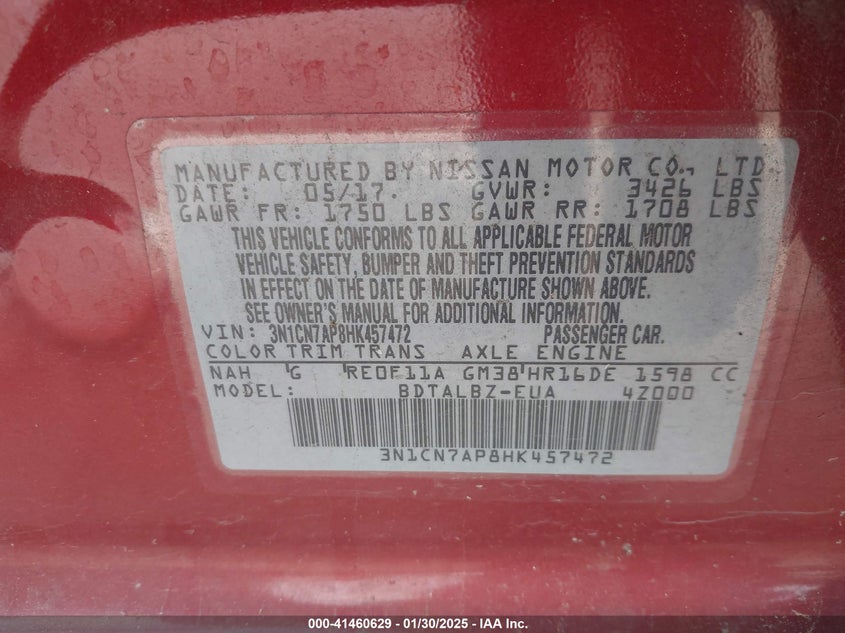 MANUFACTURED BY NISSAN MOTOR CO., LTD.
DATE: 05/17. GVWR: 3426 LBS
GAWR FR: 1750 LBS GAWR RR: 1708 LBS
THIS VEHICLE CONFORMS TO ALL APPLICABLE FEDERAL MOTOR
VEHICLE SAFETY, BUMPER AND THEFT PREVENTION STANDARDS
IN EFFECT ON THE DATE OF MANUFACTURE SHOWN ABOVE.
SEE OWNER'S MANUAL FOR ADDITIONAL INFORMATION.
VIN: 3N1CN7AP8HK457472 PASSENGER CAR.
COLOR TRIM TRANS AXLE ENGINE
NAH G RE0F11A GM38 HR16DE 1598 CC
MODEL: BDTALBZ-EUA 4Z000
3N1CN7AP8HK457472
000-41460629 - 01/30/2025 - IAA Inc.